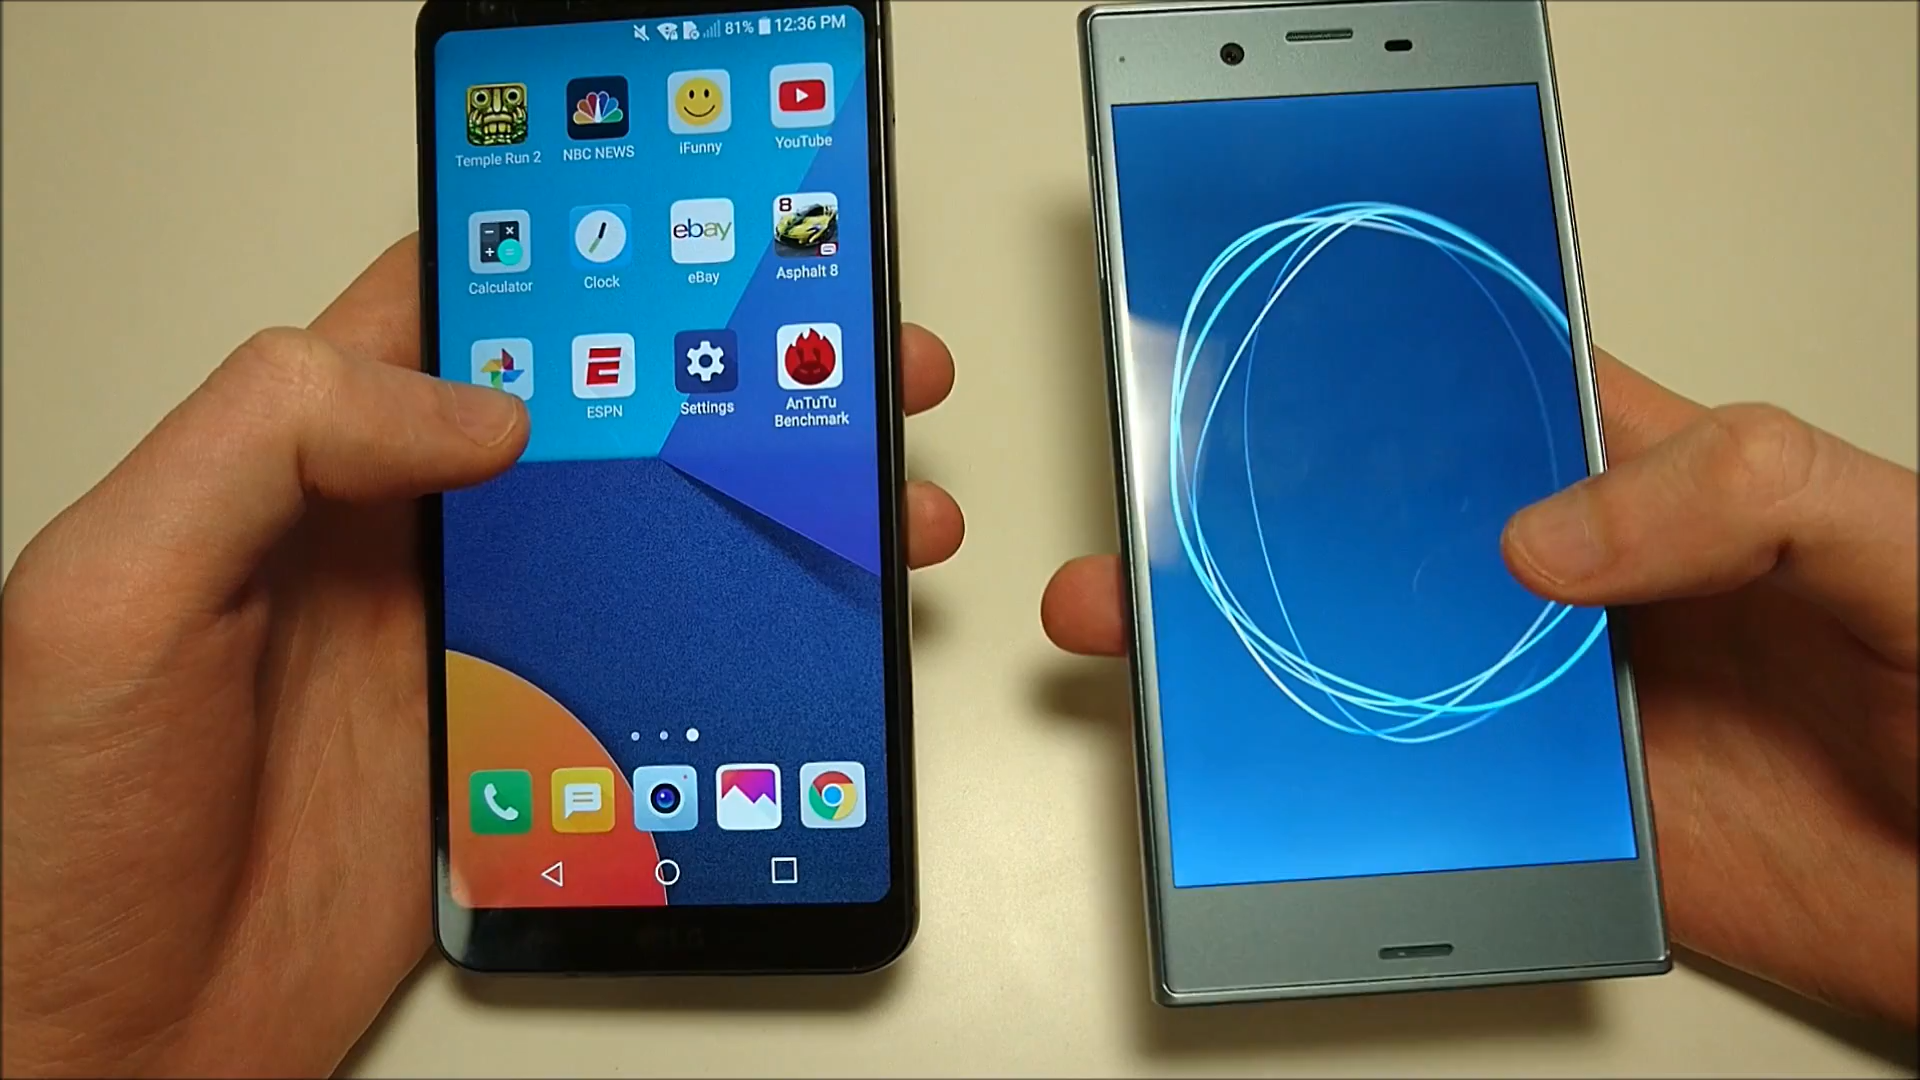 81% 12:36 PM
Temple Run 2
NBC NEWS
iFunny
YouTube
8
Calculator
Clock
ebay
eBay
Asphalt 8
E
ESPN
Settings
AnTuTu
Benchmark
LG